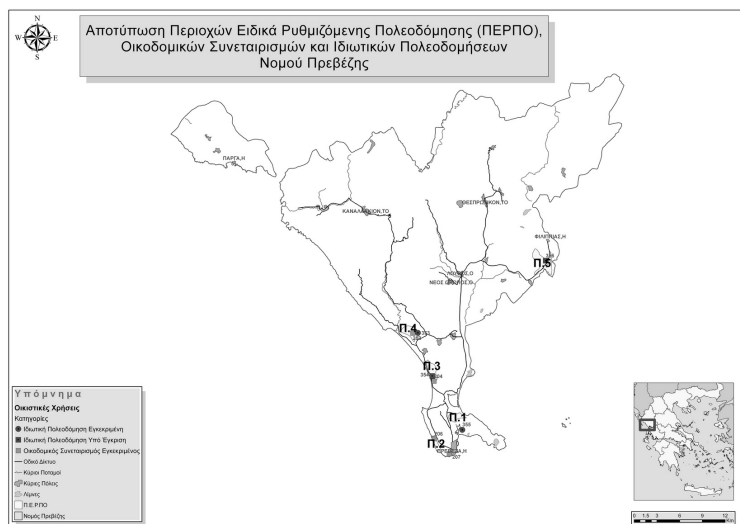 N
W E
S
Αποτύπωση Περιοχών Ειδικά Ρυθμιζόμενης Πολεοδόμησης (ΠΕΡΠΟ),
Οικοδομικών Συνεταιρισμών και Ιδιωτικών Πολεοδομήσεων
Νομού Πρεβέζης
ΠΑΡΓΑ,Η
ΚΑΝΑΛΛΑΚΙΟΝ,ΤΟ
ΘΕΣΠΡΩΤΙΚΟΝ,ΤΟ
ΦΙΛΙΠΠΙΑΣ,Η
Π.5
ΝΕΟΣ
Π.4
Π.3
Π.1
Π.2
Υπόμνημα
Οικιστικές Χρήσεις
Κατηγορίες
Ιδιωτική Πολεοδόμηση Εγκεκριμένη
Ιδιωτική Πολεοδόμηση Υπό Έγκριση
Οικοδομικός Συνεταιρισμός Εγκεκριμένος
Οδικό Δίκτυο
Κύριοι Ποταμοί
Κύριες Πόλεις
Λίμνες
Π.Ε.Ρ.ΠΟ
Νομός Πρεβέζης
0 1.5 3 6 9 12